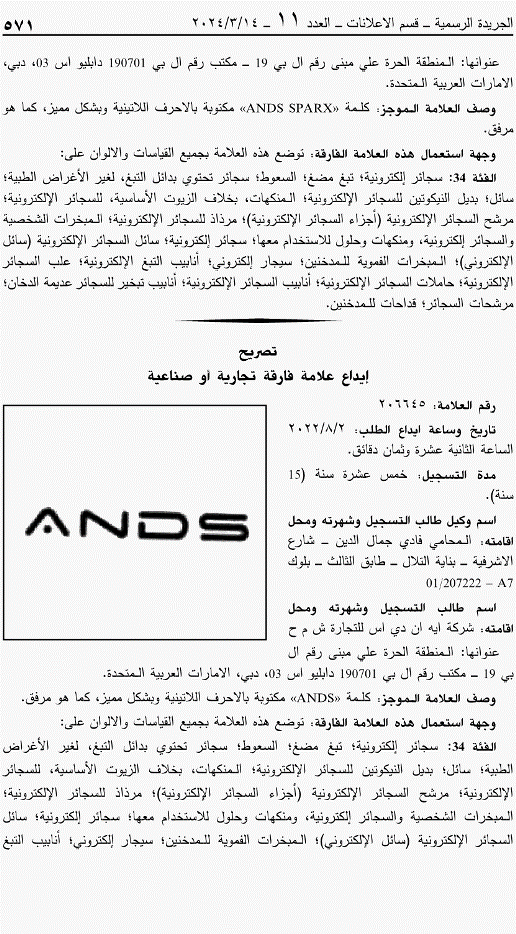 الجريدة الرسمية ــ قسم الاعلانات ــ العدد ١١ ــ ٢٠٢٤/٣/١٤
٥٧١
عنوانها: المنطقة الحرة علي مبنى رقم ال بي 19 ــ مكتب رقم ال بي 190701 دابليو اس 03، دبي،
الامارات العربية المتحدة.
وصف العلامة الموجز: كلمة «ANDS SPARX» مكتوبة بالاحرف اللاتينية وبشكل مميز، كما هو
مرفق.
وجهة استعمال هذه العلامة الفارقة: توضع هذه العلامة بجميع القياسات والالوان على:
الفئة 34: سجائر إلكترونية؛ تبغ مضغ؛ السعوط؛ سجائر تحتوي بدائل التبغ، لغير الأغراض الطبية؛
سائل؛ بديل النيكوتين للسجائر الإلكترونية؛ المنكهات، بخلاف الزيوت الأساسية، للسجائر الإلكترونية؛
مرشح السجائر الإلكترونية (أجزاء السجائر الإلكترونية)؛ مرذاذ للسجائر الإلكترونية؛ المبخرات الشخصية
والسجائر إلكترونية، ومنكهات وحلول للاستخدام معها؛ سجائر إلكترونية؛ سائل السجائر الإلكترونية (سائل
الإلكتروني)؛ المبخرات الفموية للمدخنين؛ سيجار إلكتروني؛ أنابيب التبغ الإلكترونية؛ علب السجائر
الإلكترونية؛ حاملات السجائر الإلكترونية؛ أنابيب السجائر الإلكترونية؛ أنابيب تبخير للسجائر عديمة الدخان؛
مرشحات السجائر؛ قداحات للمدخنين.
تصريح
إيداع علامة فارقة تجارية أو صناعية
رقم العلامة: ٢٠٦٦٤٥
تاريخ وساعة ايداع الطلب: ٢٠٢٢/٨/٢
الساعة الثانية عشرة وثمان دقائق.
مدة التسجيل: خمس عشرة سنة (15
سنة).
اسم وكيل طالب التسجيل وشهرته ومحل
اقامته: المحامي فادي جمال الدين ــ شارع
الاشرفية ــ بناية التلال ــ طابق الثالث ــ بلوك
A7 – 01/207222
اسم طالب التسجيل وشهرته ومحل
اقامته: شركة ايه ان دي اس للتجارة ش م ح
ANDS
عنوانها: المنطقة الحرة علي مبنى رقم ال
بي 19 ــ مكتب رقم ال بي 190701 دابليو اس 03، دبي، الامارات العربية المتحدة.
وصف العلامة الموجز: كلمة «ANDS» مكتوبة بالاحرف اللاتينية وبشكل مميز، كما هو مرفق.
وجهة استعمال هذه العلامة الفارقة: توضع هذه العلامة بجميع القياسات والالوان على:
الفئة 34: سجائر إلكترونية؛ تبغ مضغ؛ السعوط؛ سجائر تحتوي بدائل التبغ، لغير الأغراض
الطبية؛ سائل؛ بديل النيكوتين للسجائر الإلكترونية؛ المنكهات، بخلاف الزيوت الأساسية، للسجائر
الإلكترونية؛ مرشح السجائر الإلكترونية (أجزاء السجائر الإلكترونية)؛ مرذاذ للسجائر الإلكترونية؛
المبخرات الشخصية والسجائر إلكترونية، ومنكهات وحلول للاستخدام معها؛ سجائر إلكترونية؛ سائل
السجائر الإلكترونية (سائل الإلكتروني)؛ المبخرات الفموية للمدخنين؛ سيجار إلكتروني؛ أنابيب التبغ